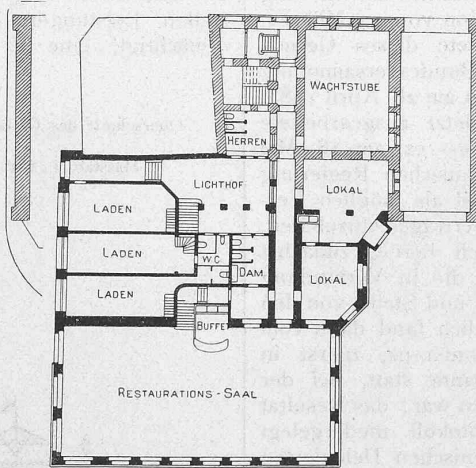 WACHTSTUBE
HERREN
LICHTHOF
LOKAL
LADEN
LADEN
W.C.
DAM.
LOKAL
LADEN
BUFFET
RESTAURATIONS - SAAL